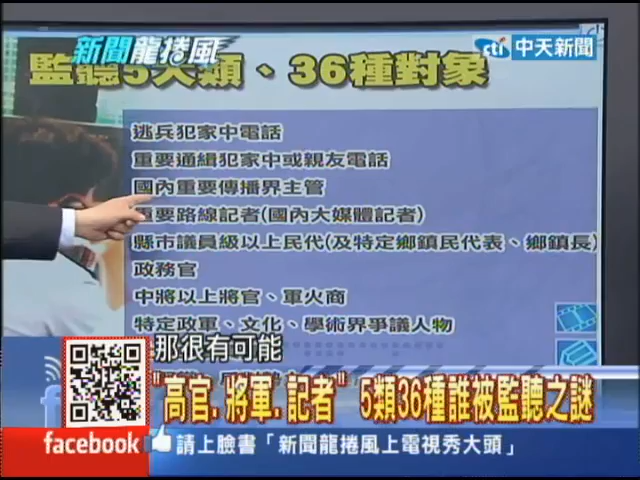 新聞龍捲風
cti 中天新聞
監聽5大類、36種對象
逃兵犯家中電話
重要通緝犯家中或親友電話
國內重要傳播界主管
重要路線記者(國內大媒體記者)
縣市議員級以上民代(及特定鄉鎮民代表、鄉鎮長)
政務官
中將以上將官、軍火商
特定政軍、文化、學術界爭議人物
那很有可能
"高官.將軍.記者" 5類36種誰被監聽之謎
facebook 請上臉書「新聞龍捲風上電視秀大頭」